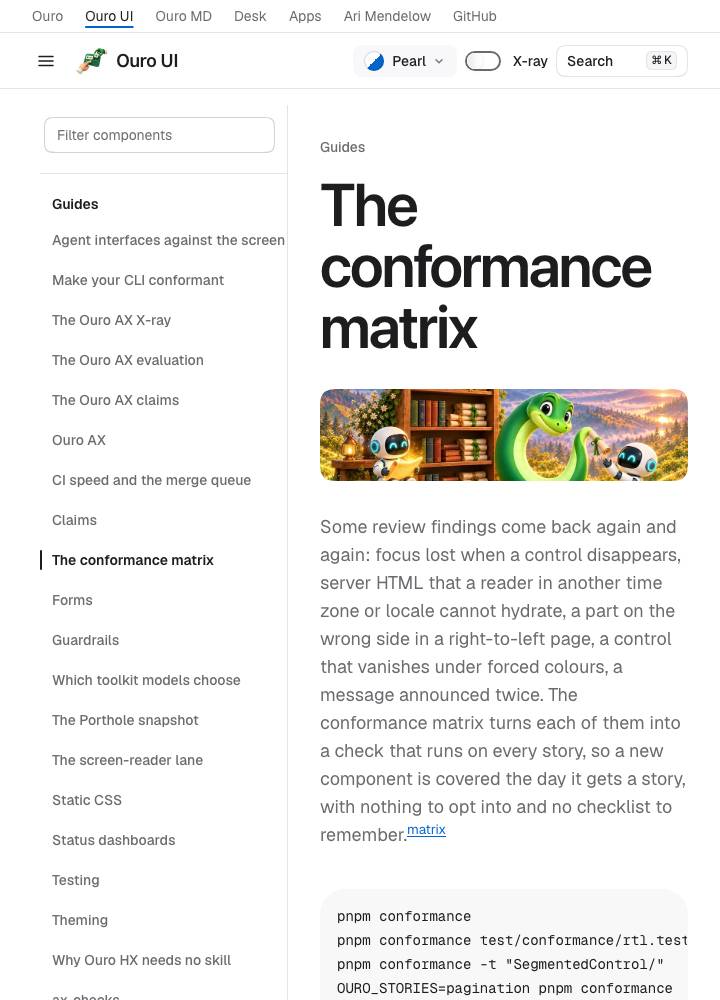 Ouro Ouro UI Ouro MD Desk Apps Ari Mendelow GitHub
Ouro UI Pearl X-ray Search ⌘ K
Filter components
Guides
Agent interfaces against the screen
Make your CLI conformant
The Ouro AX X-ray
The Ouro AX evaluation
The Ouro AX claims
Ouro AX
CI speed and the merge queue
Claims
The conformance matrix
Forms
Guardrails
Which toolkit models choose
The Porthole snapshot
The screen-reader lane
Static CSS
Status dashboards
Testing
Theming
Why Ouro HX needs no skill
ax-checks
Guides
The
conformance
matrix
Some review findings come back again and
again: focus lost when a control disappears,
server HTML that a reader in another time
zone or locale cannot hydrate, a part on the
wrong side in a right-to-left page, a control
that vanishes under forced colours, a
message announced twice. The
conformance matrix turns each of them into
a check that runs on every story, so a new
component is covered the day it gets a story,
with nothing to opt into and no checklist to
remember.matrix
pnpm conformance
pnpm conformance test/conformance/rtl.test
pnpm conformance -t "SegmentedControl/"
OURO_STORIES=pagination pnpm conformance